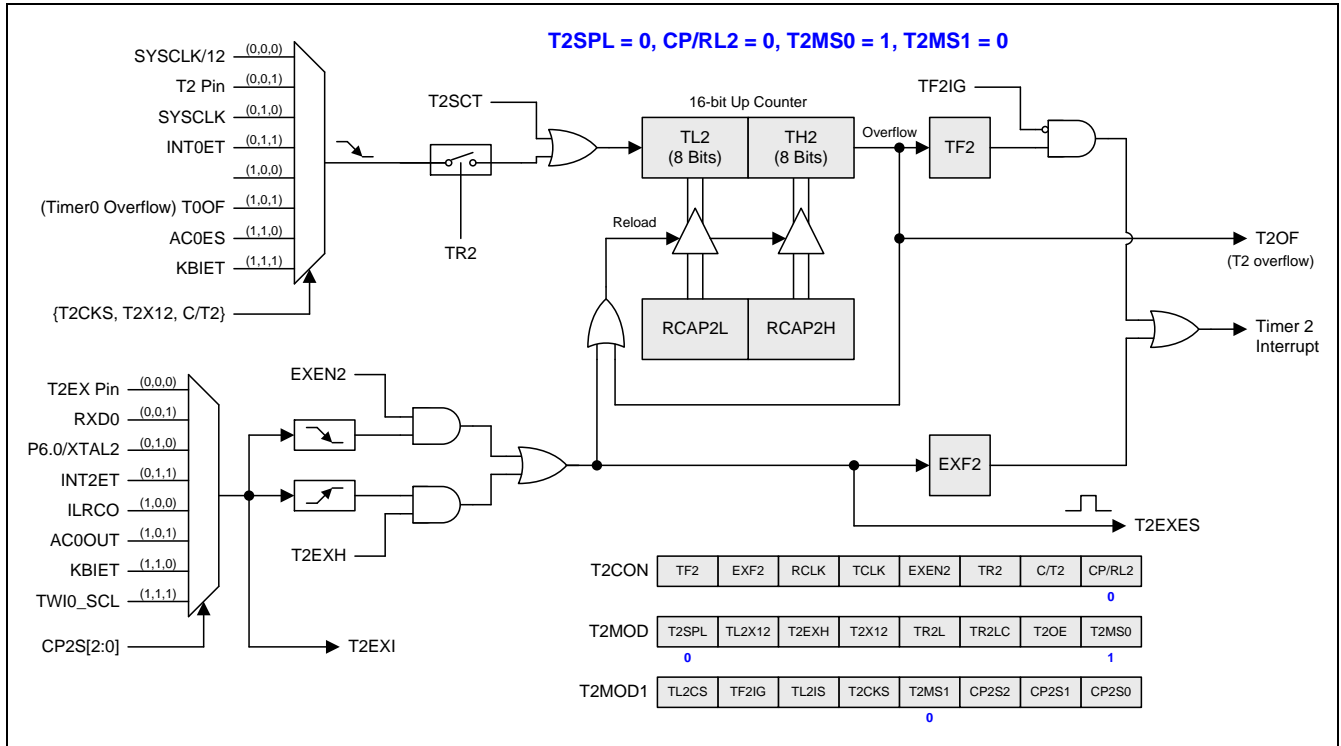 T2SPL = 0, CP/RL2 = 0, T2MS0 = 1, T2MS1 = 0
SYSCLK/12 (0,0,0)
T2 Pin (0,0,1)
SYSCLK (0,1,0)
INT0ET (0,1,1)
(1,0,0)
(Timer0 Overflow) T0OF (1,0,1)
AC0ES (1,1,0)
KBIET (1,1,1)
{T2CKS, T2X12, C/T2}
TR2
T2SCT
16-bit Up Counter
TL2
(8 Bits)
TH2
(8 Bits)
Overflow
TF2
TF2IG
Reload
RCAP2L
RCAP2H
T2OF
(T2 overflow)
Timer 2
Interrupt
T2EX Pin (0,0,0)
RXD0 (0,0,1)
P6.0/XTAL2 (0,1,0)
INT2ET (0,1,1)
ILRCO (1,0,0)
AC0OUT (1,0,1)
KBIET (1,1,0)
TWI0_SCL (1,1,1)
CP2S[2:0]
EXEN2
T2EXH
T2EXI
EXF2
T2EXES
T2CON TF2 EXF2 RCLK TCLK EXEN2 TR2 C/T2 CP/RL2
0
T2MOD T2SPL TL2X12 T2EXH T2X12 TR2L TR2LC T2OE T2MS0
0 1
T2MOD1 TL2CS TF2IG TL2IS T2CKS T2MS1 CP2S2 CP2S1 CP2S0
0